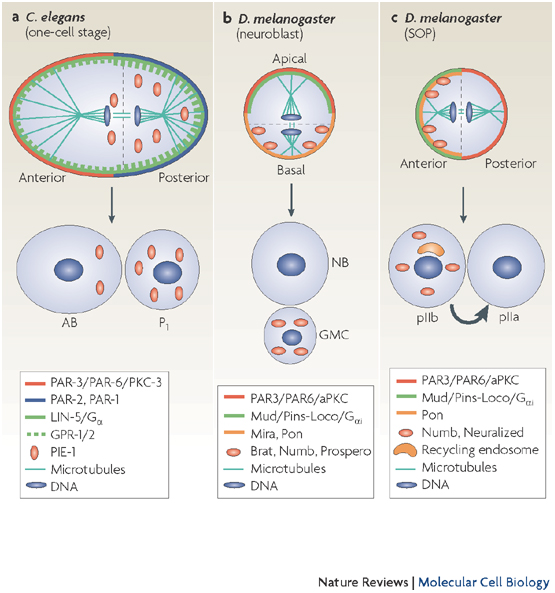 a C. elegans
(one-cell stage)
Anterior
Posterior
AB
P1
PAR-3/PAR-6/PKC-3
PAR-2, PAR-1
LIN-5/Gα
GPR-1/2
PIE-1
Microtubules
DNA
b D. melanogaster
(neuroblast)
Apical
Basal
NB
GMC
PAR3/PAR6/aPKC
Mud/Pins-Loco/Gαi
Mira, Pon
Brat, Numb, Prospero
Microtubules
DNA
c D. melanogaster
(SOP)
Anterior
Posterior
pIIb
pIIa
PAR3/PAR6/aPKC
Mud/Pins-Loco/Gαi
Pon
Numb, Neuralized
Recycling endosome
Microtubules
DNA
Nature Reviews | Molecular Cell Biology